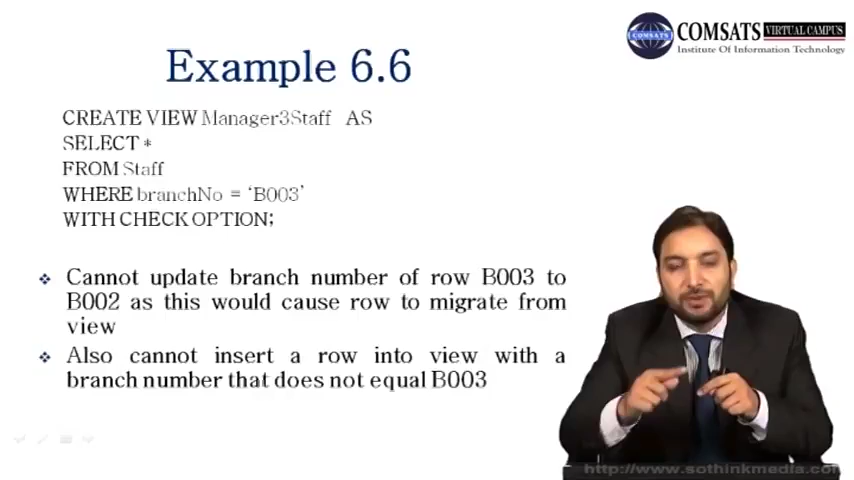 COMSATS
COMSATS VIRTUAL CAMPUS
Institute Of Information Technology
Example 6.6
CREATE VIEW Manager3Staff AS
SELECT *
FROM Staff
WHERE branchNo = ‘B003’
WITH CHECK OPTION;
❖ Cannot update branch number of row B003 to
B002 as this would cause row to migrate from
view
❖ Also cannot insert a row into view with a
branch number that does not equal B003
http://www.sothinkmedia.com